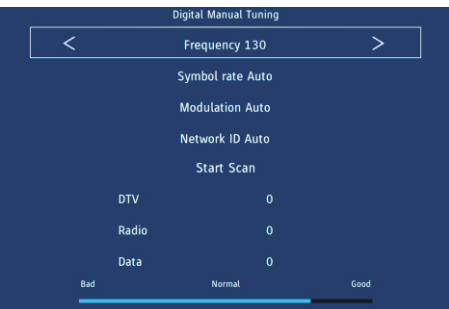 Digital Manual Tuning
< Frequency 130 >
Symbol rate Auto
Modulation Auto
Network ID Auto
Start Scan
DTV 0
Radio 0
Data 0
Bad Normal Good